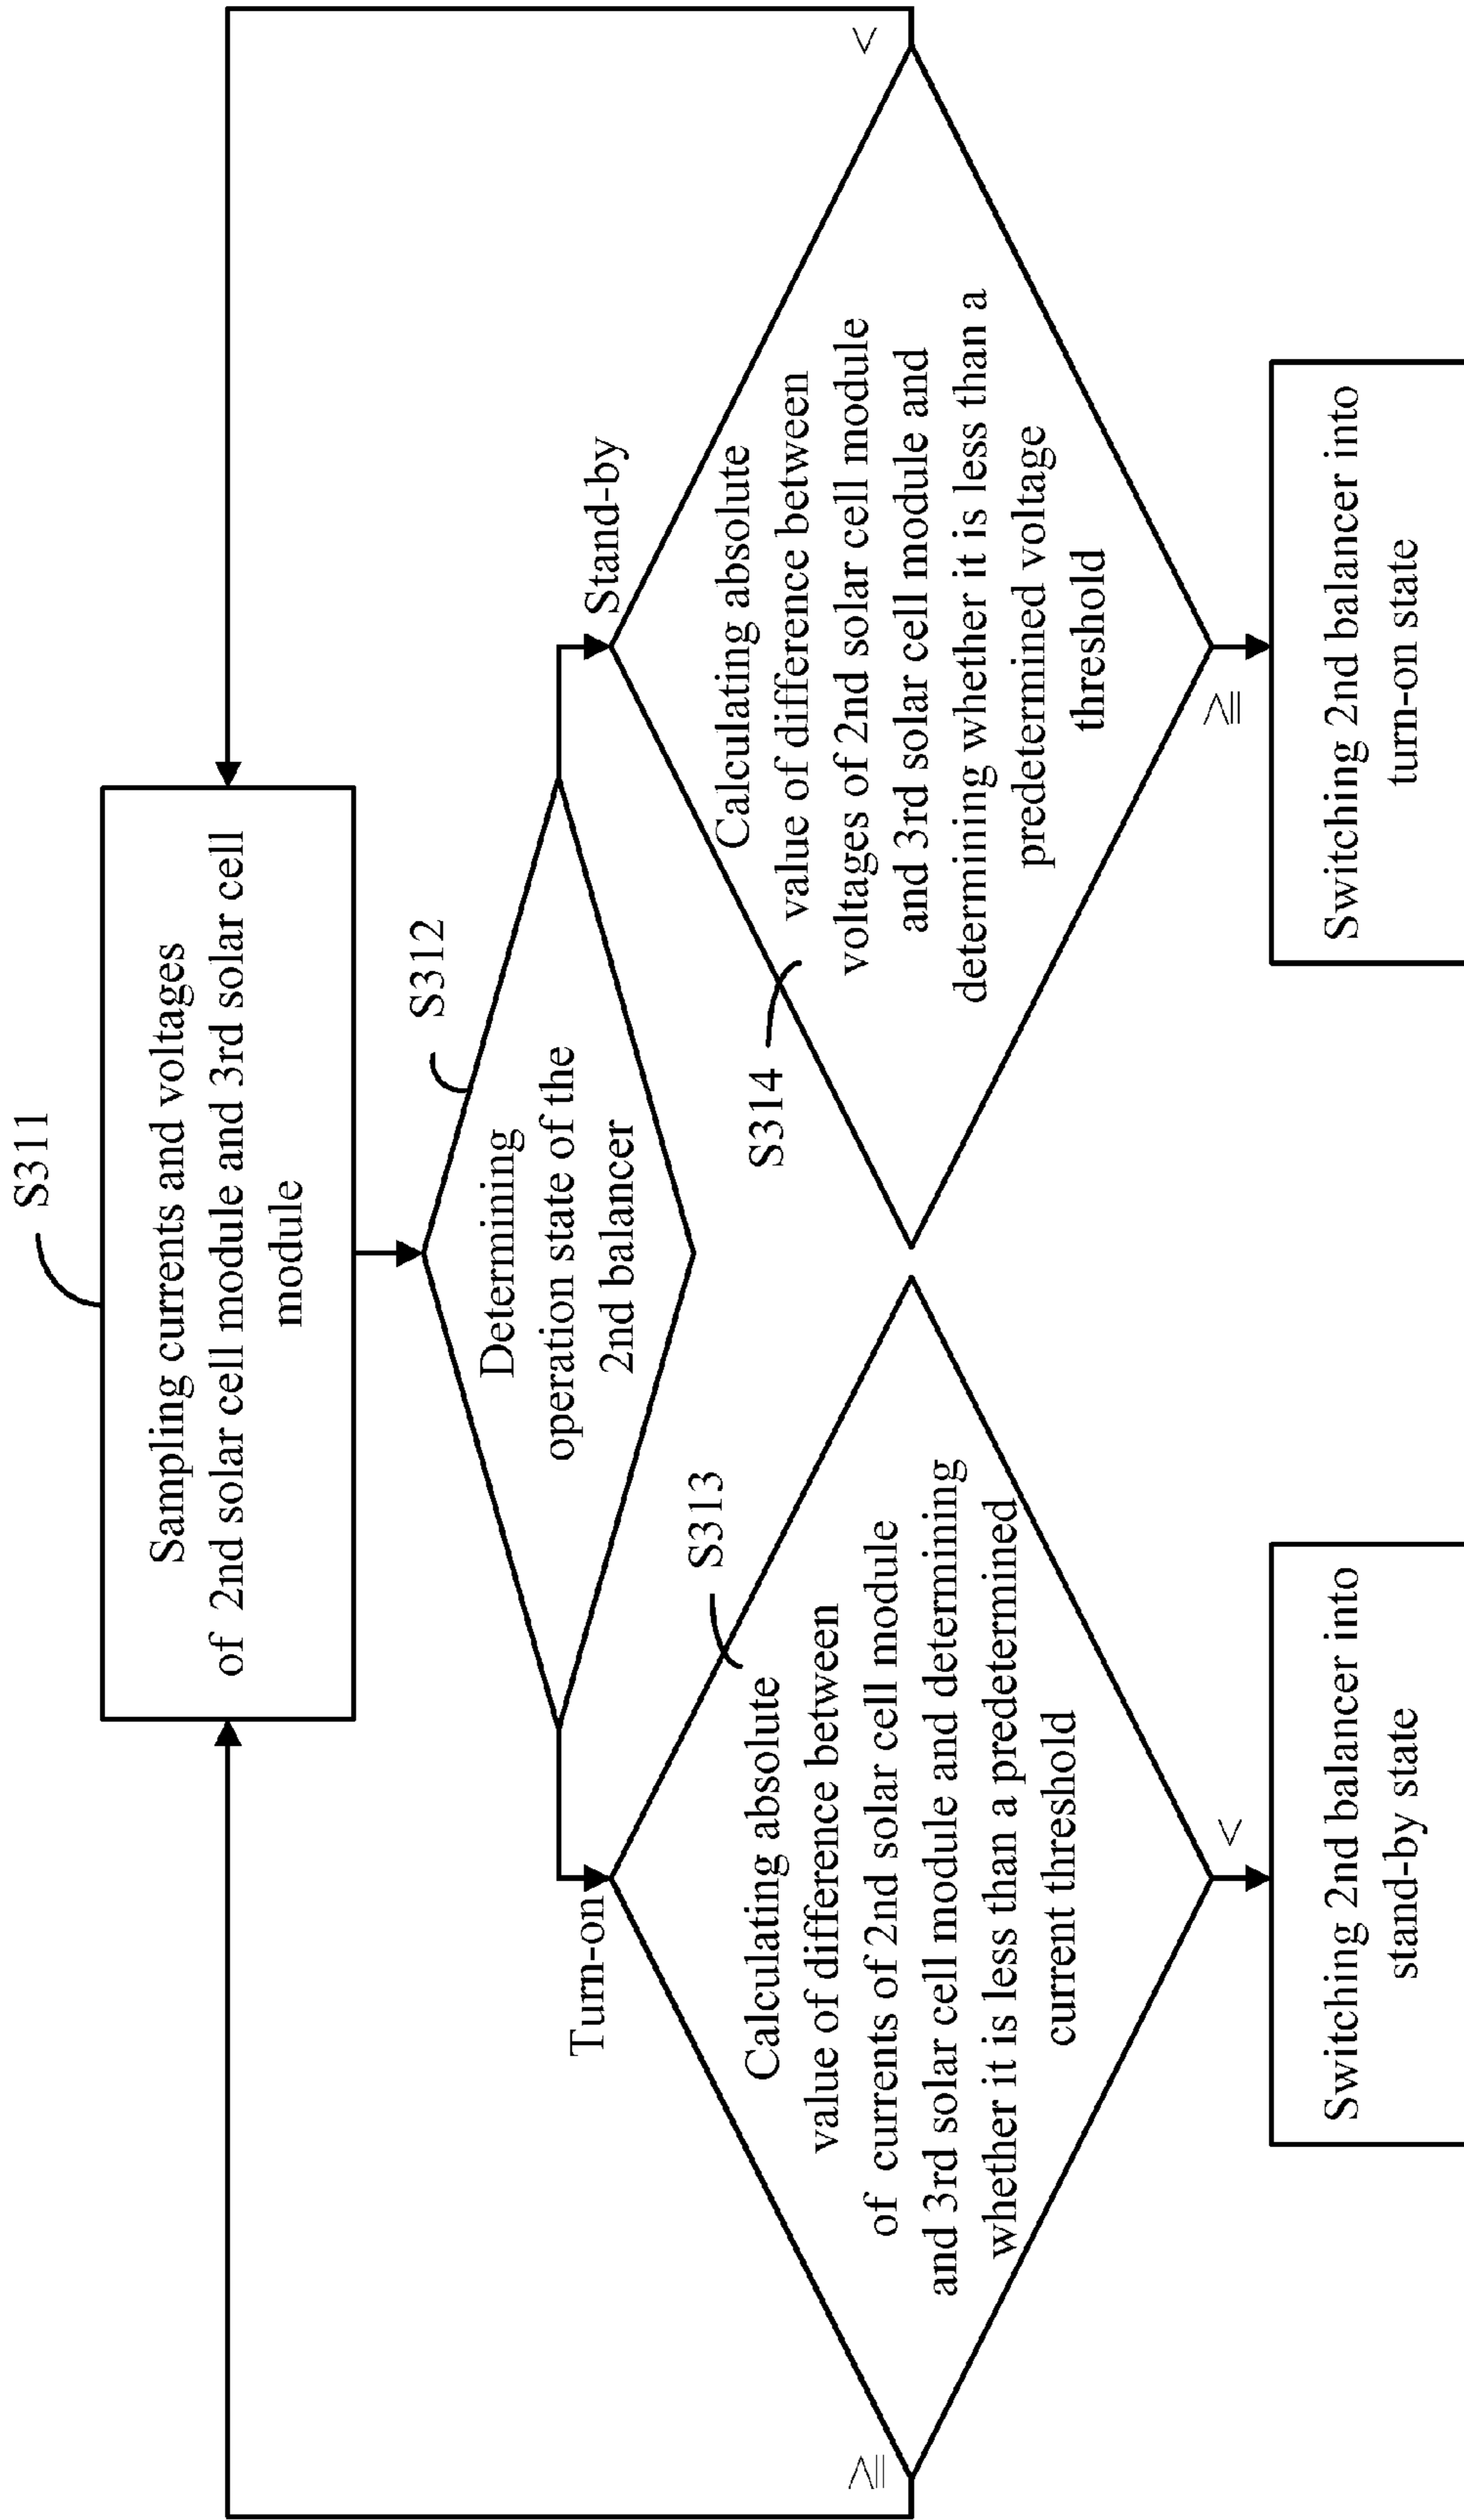 S311
Sampling currents and voltages
of 2nd solar cell module and 3rd solar cell
module
S312
Determining
operation state of the
2nd balancer
Turn-on
Stand-by
S313
Calculating absolute
value of difference between
of currents of 2nd solar cell module
and 3rd solar cell module and determining
whether it is less than a predetermined
current threshold
≧
<
S314
Calculating absolute
value of difference between
voltages of 2nd solar cell module
and 3rd solar cell module and
determining whether it is less than a
predetermined voltage
threshold
<
≧
Switching 2nd balancer into
stand-by state
Switching 2nd balancer into
turn-on state